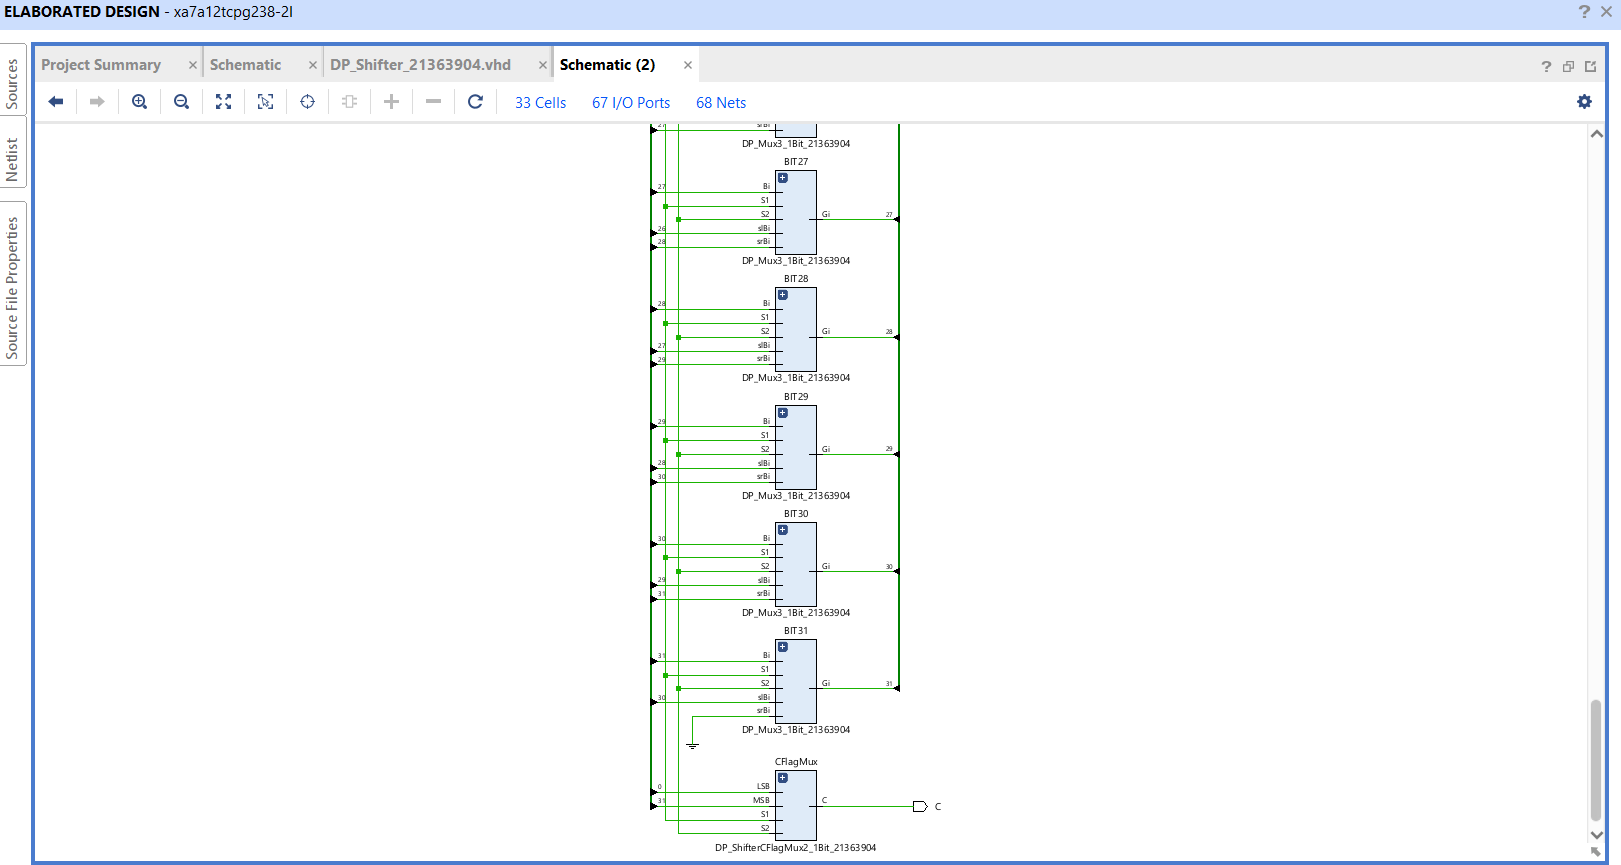 ELABORATED DESIGN - xa7a12tcpg238-2I
Sources
Netlist
Source File Properties
Project Summary
Schematic
DP_Shifter_21363904.vhd
Schematic (2)
33 Cells
67 I/O Ports
68 Nets
27
srBi
DP_Mux3_1Bit_21363904
BIT27
27
Bi
S1
S2
26
slBi
28
srBi
Gi
27
DP_Mux3_1Bit_21363904
BIT28
28
Bi
S1
S2
27
slBi
29
srBi
Gi
28
DP_Mux3_1Bit_21363904
BIT29
29
Bi
S1
S2
28
slBi
30
srBi
Gi
29
DP_Mux3_1Bit_21363904
BIT30
30
Bi
S1
S2
29
slBi
31
srBi
Gi
30
DP_Mux3_1Bit_21363904
BIT31
31
Bi
S1
S2
30
slBi
srBi
Gi
31
DP_Mux3_1Bit_21363904
CFlagMux
0
LSB
31
MSB
S1
S2
C
C
DP_ShifterCFlagMux2_1Bit_21363904